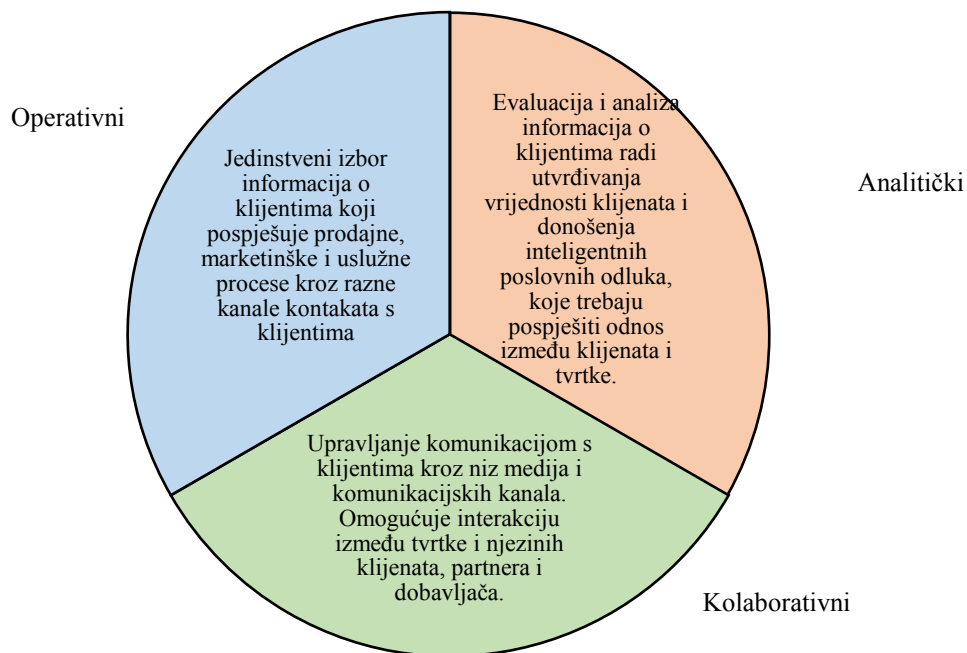 Operativni
Jedinstveni izbor
informacija o
klijentima koji
pospješuje prodajne,
marketinške i uslužne
procese kroz razne
kanale kontakata s
klijentima
Evaluacija i analiza
informacija o
klijentima radi
utvrđivanja
vrijednosti klijenata i
donošenja
inteligentnih
poslovnih odluka,
koje trebaju
pospješiti odnos
između klijenata i
tvrtke.
Analitički
Upravljanje komunikacijom s
klijentima kroz niz medija i
komunikacijskih kanala.
Omogućuje interakciju
između tvrtke i njezinih
klijenata, partnera i
dobavljača.
Kolaborativni